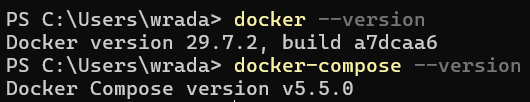 PS C:\Users\wrada> docker --version
Docker version 29.7.2, build a7dcaa6
PS C:\Users\wrada> docker-compose --version
Docker Compose version v5.5.0